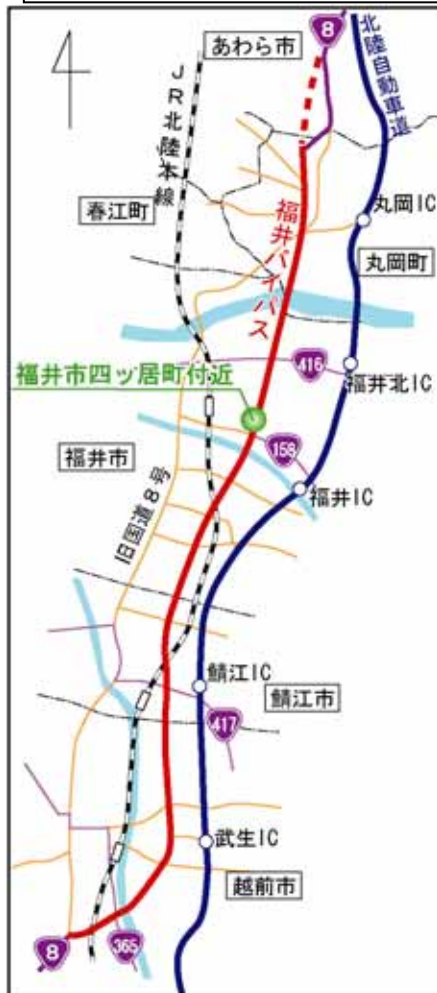 8
あわら市
北陸自動車道
JR北陸本線
丸岡IC
春江町
丸岡町
福井バイパス
416
福井北IC
福井市四ッ居町付近
158
福井市
福井IC
旧国道8号
鯖江IC
鯖江市
417
武生IC
越前市
8
365